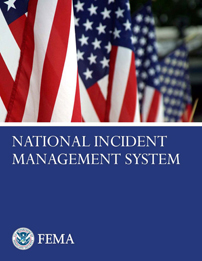 NATIONAL INCIDENT
MANAGEMENT SYSTEM
FEMA